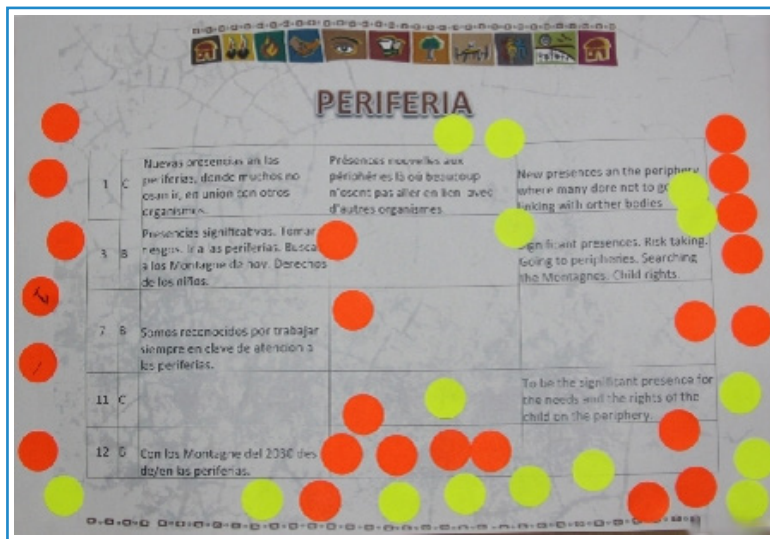 PERIFERIA
1 C
Nuevas presencias en las
periferias, donde muchos no
osan ir, en union con otros
organismos.
Présences nouvelles aux
périphéries là où beaucoup
n'osent pas aller en lien avec
d'autres organismes
New presences an the periphery
where many dare not to go
linking with orther bodies
3 B
Presencias significativas. Tomar
riesgos. Ir a las periferias. Busca
a los Montagne de hoy. Derechos
de los niños.
Significant presences. Risk taking.
Going to peripheries. Searching
the Montagnes. Child rights.
7 B
Somos reconocidos por trabajar
siempre en cleve de atencion a
las periferias.
11 C
To be the significant presence for
the needs and the rights of the
child on the periphery.
12
Con los Montagne del 2030 des
de/en las periferias.